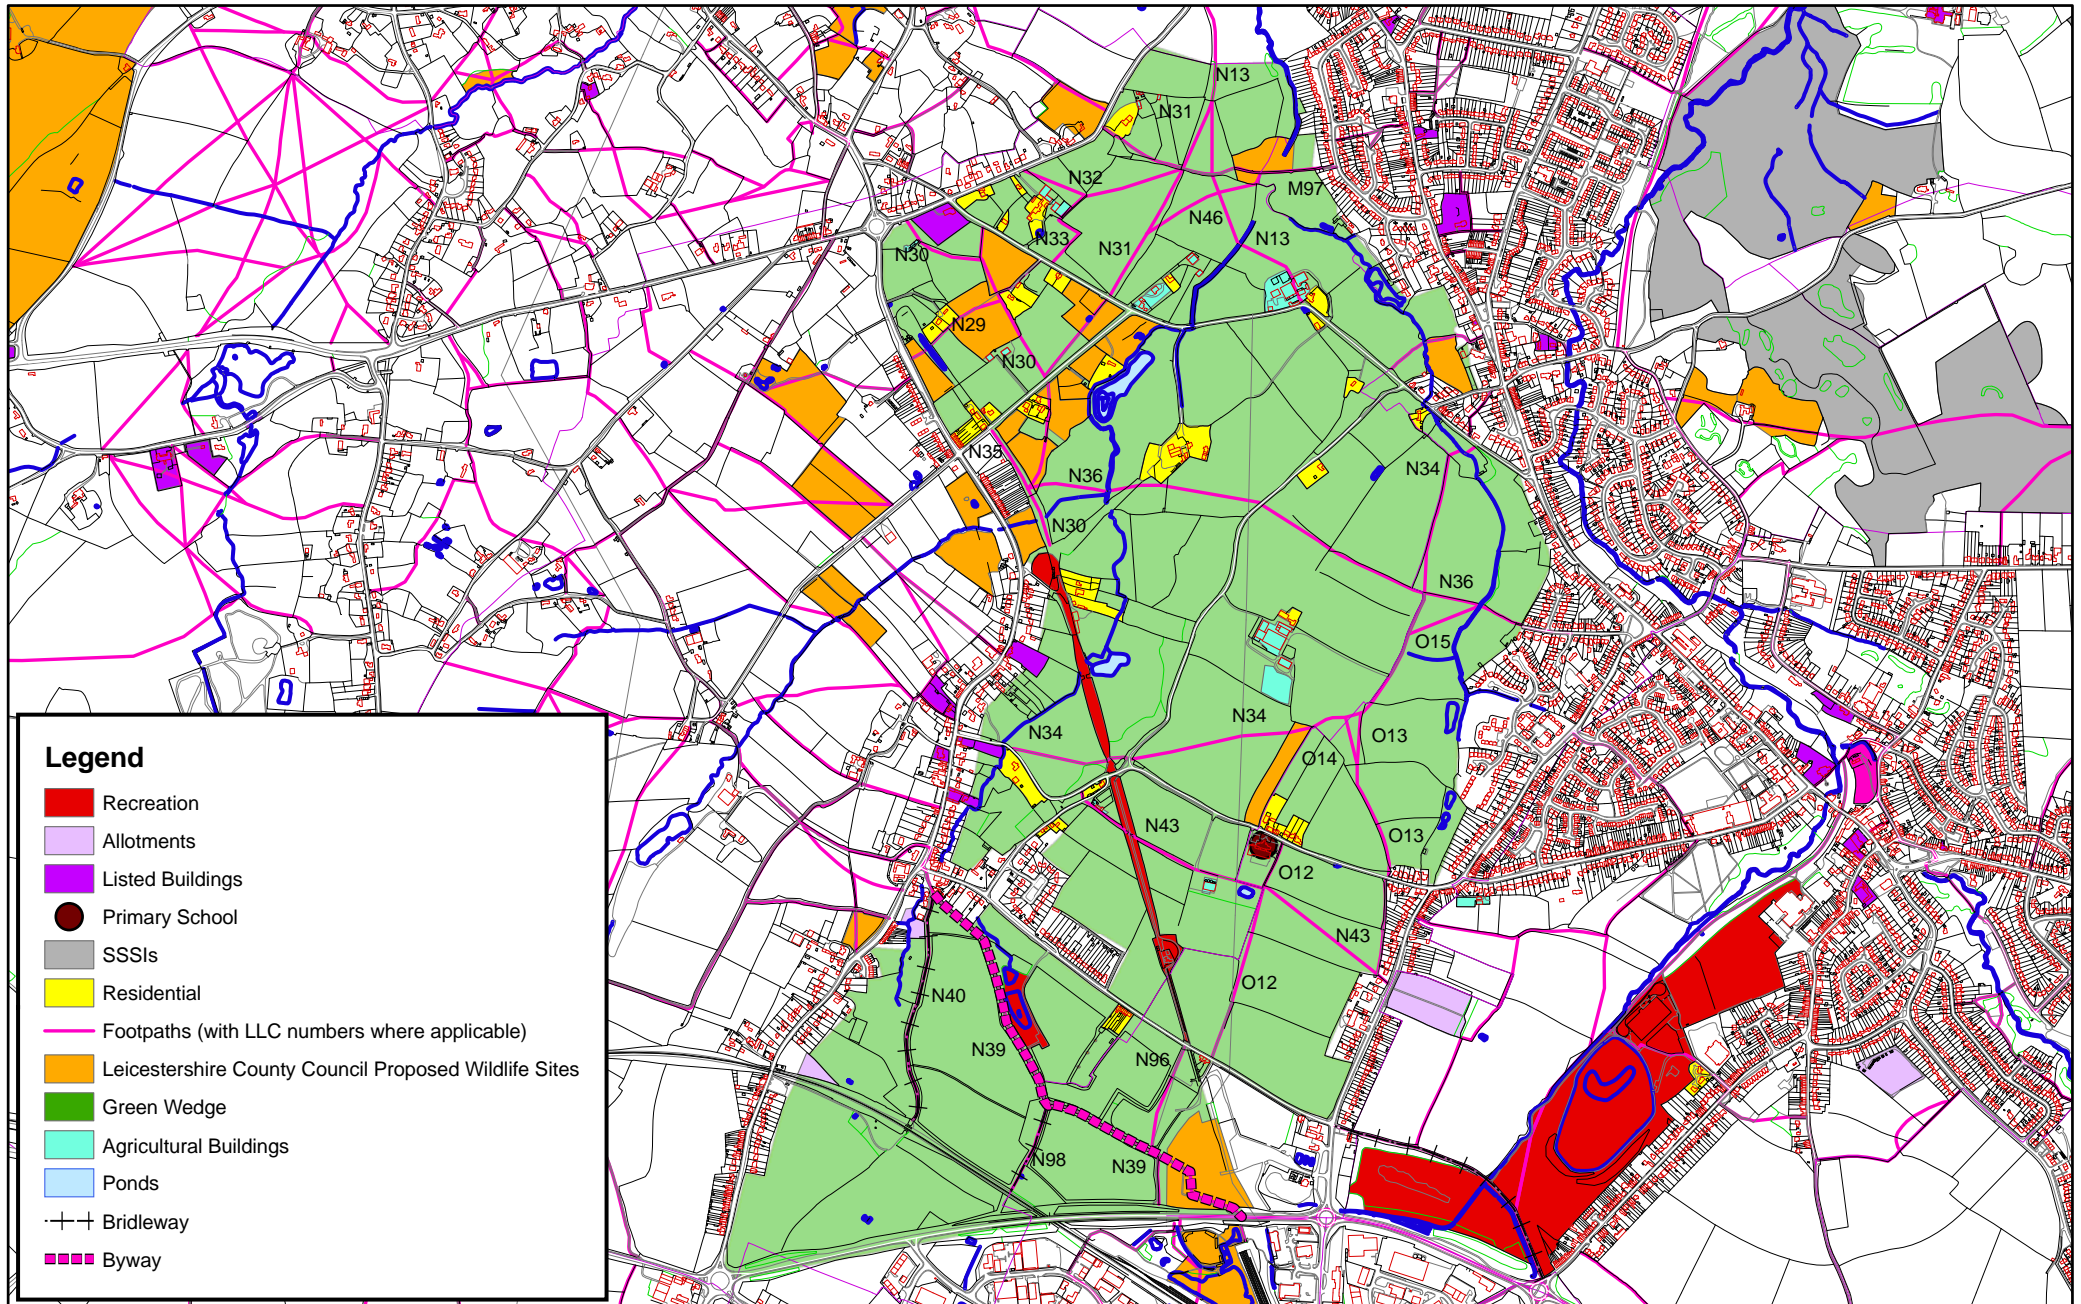 N13
N31
N32
M97
N46
N33
N31
N13
N30
N29
N30
N35
N36
N34
N30
N36
O15
N34
N34
O13
O14
N43
O13
O12
N43
N40
O12
N39
N96
N98
N39
Legend
Recreation
Allotments
Listed Buildings
Primary School
SSSIs
Residential
Footpaths (with LLC numbers where applicable)
Leicestershire County Council Proposed Wildlife Sites
Green Wedge
Agricultural Buildings
Ponds
Bridleway
Byway